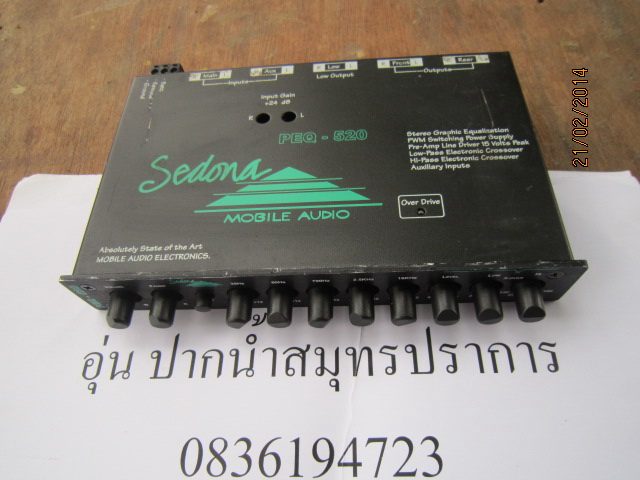 R Main L
R Aux L
R Low L
R Front L
R Rear L
Inputs
Low Output
Outputs
Ground
Input Gain
+24 dB
R L
PEQ - 520
Sedona
MOBILE AUDIO
Stereo Graphic Equalization
PWM Switching Power Supply
Pre-Amp Line Driver 15 Volts Peak
Low-Pass Electronic Crossover
Hi-Pass Electronic Crossover
Auxiliary Inputs
Over Drive
Absolutely State of the Art
MOBILE AUDIO ELECTRONICS.
21/02/2014
อุ่น ปากน้ำสมุทรปราการ
0836194723